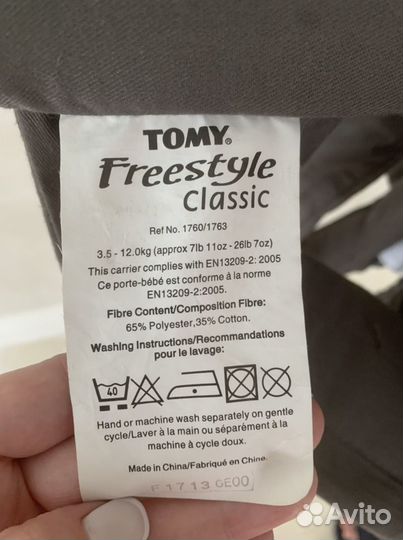 TOMY®
Freestyle
Classic
Ref No. 1760/1763
3.5 - 12.0kg (approx 7lb 11oz - 26lb 7oz)
This carrier complies with EN13209-2: 2005
Ce porte-bébé est conforme à la norme
EN13209-2:2005.
Fibre Content/Composition Fibre:
65% Polyester,35% Cotton.
Washing Instructions/Recommandations
pour le lavage:
40
Hand or machine wash separately on gentle
cycle/Laver à la main ou séparément à la
machine à cycle doux.
Made in China/Fabriqué en Chine
F 1713 GE00
Avito